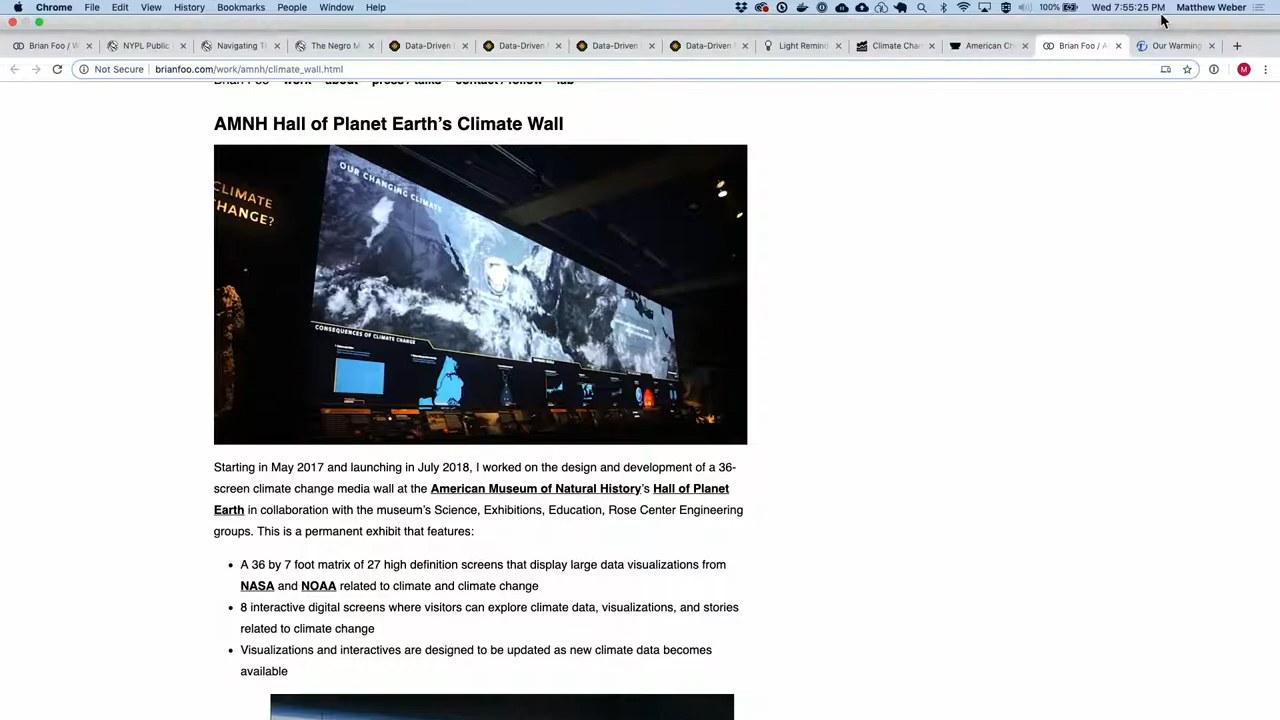 Chrome File Edit View History Bookmarks People Window Help 100% Wed 7:55:25 PM Matthew Weber
Brian Foo / W NYPL Public Navigating T The Negro M Data-Driven Data-Driven Data-Driven Data-Driven Light Remind Climate Chan American Ch Brian Foo / A Our Warming
Not Secure brianfoo.com/work/amnh/climate_wall.html M
Brian Foo work about press / talks contact / follow lab
AMNH Hall of Planet Earth's Climate Wall
OUR CHANGING CLIMATE
CLIMATE
HANGE?
CONSEQUENCES OF CLIMATE CHANGE
Starting in May 2017 and launching in July 2018, I worked on the design and development of a 36-
screen climate change media wall at the American Museum of Natural History's Hall of Planet
Earth in collaboration with the museum's Science, Exhibitions, Education, Rose Center Engineering
groups. This is a permanent exhibit that features:
• A 36 by 7 foot matrix of 27 high definition screens that display large data visualizations from
NASA and NOAA related to climate and climate change
• 8 interactive digital screens where visitors can explore climate data, visualizations, and stories
related to climate change
• Visualizations and interactives are designed to be updated as new climate data becomes
available